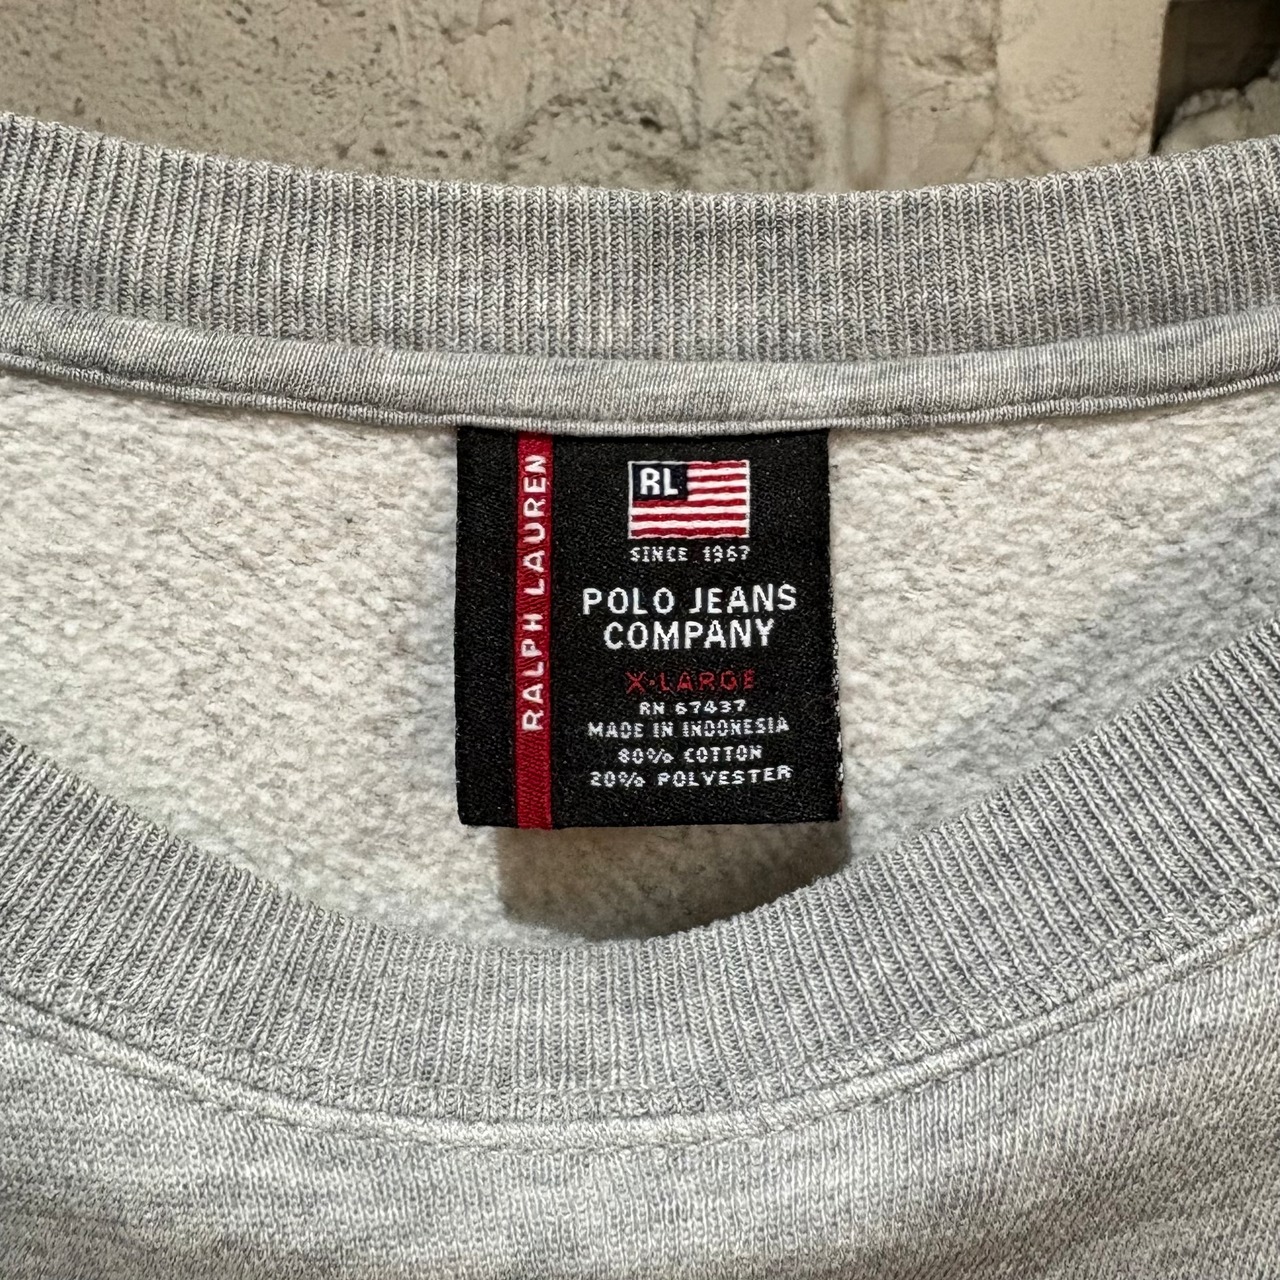 RALPH LAUREN
RL
SINCE 1967
POLO JEANS
COMPANY
X-LARGE
RN 67437
MADE IN INDONESIA
80% COTTON
20% POLYESTER